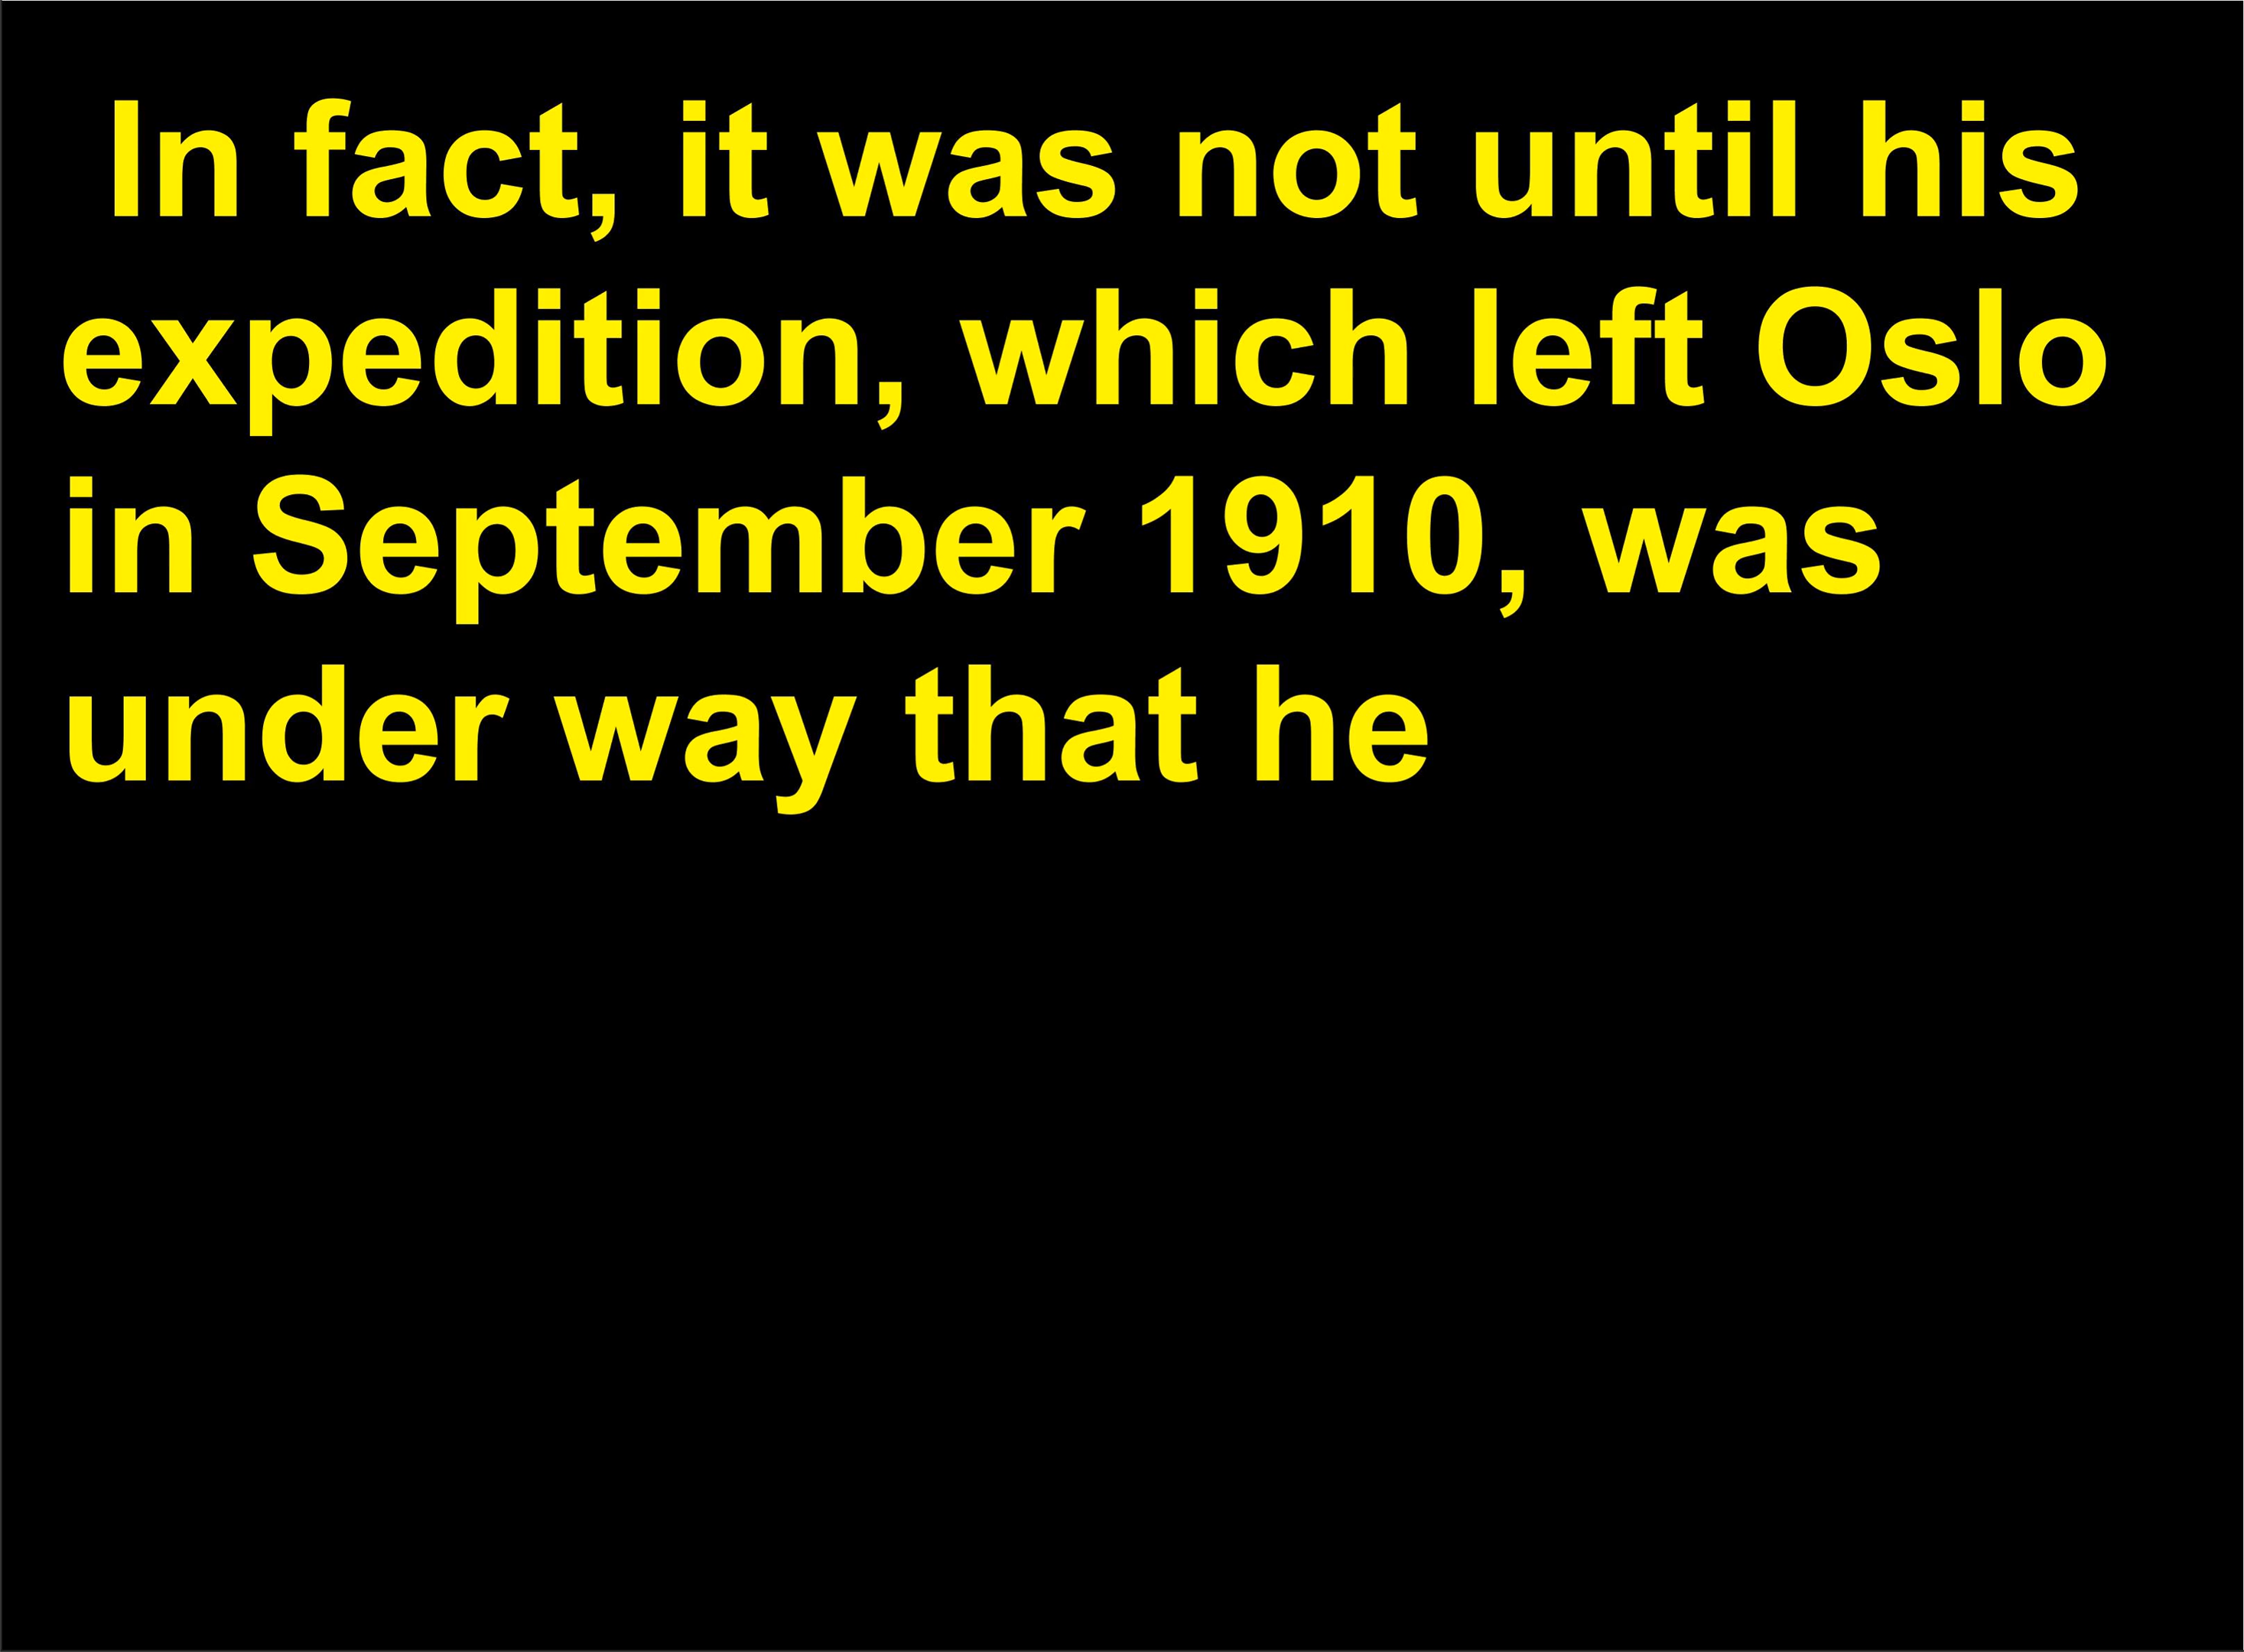 In fact, it was not until his
expedition, which left Oslo
in September 1910, was
under way that he